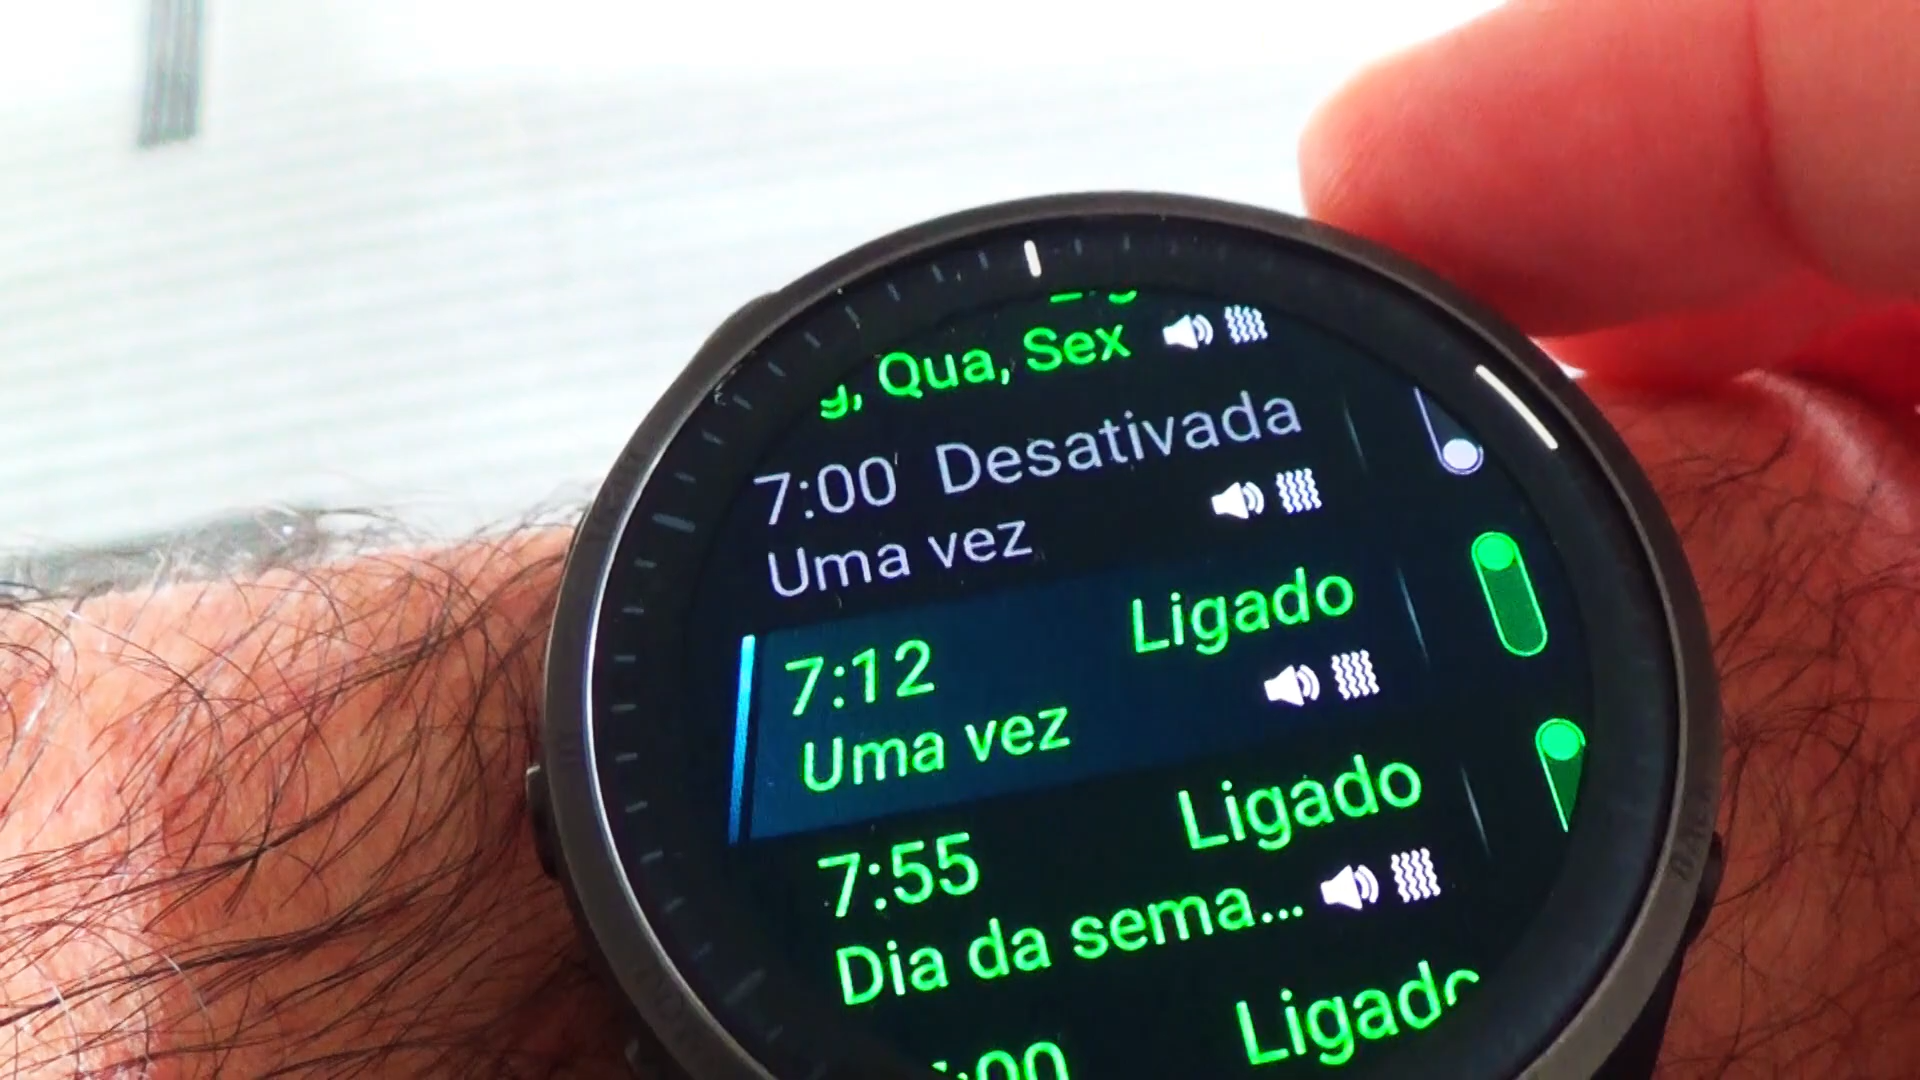 Qua, Sex
7:00 Desativada
Uma vez
7:12 Ligado
Uma vez
7:55 Ligado
Dia da sema...
:00 Ligado